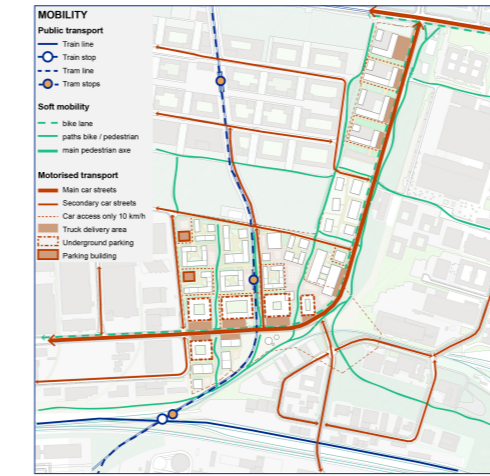 MOBILITY
Public transport
Train line
Train stop
Tram line
Tram stops
Soft mobility
bike lane
paths bike / pedestrian
main pedestrian axe
Motorised transport
Main car streets
Secondary car streets
Car access only 10 km/h
Truck delivery area
Underground parking
Parking building